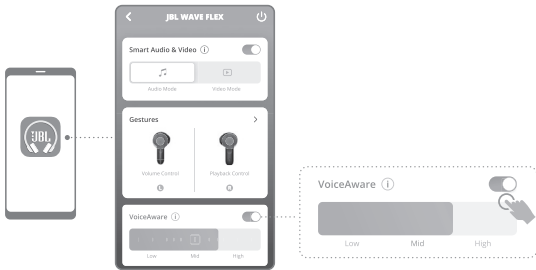 JBL
JBL WAVE FLEX
Smart Audio & Video i
Audio Mode Video Mode
Gestures >
Volume Control Playback Control
L R
VoiceAware i
Low Mid High
VoiceAware i
Low Mid High